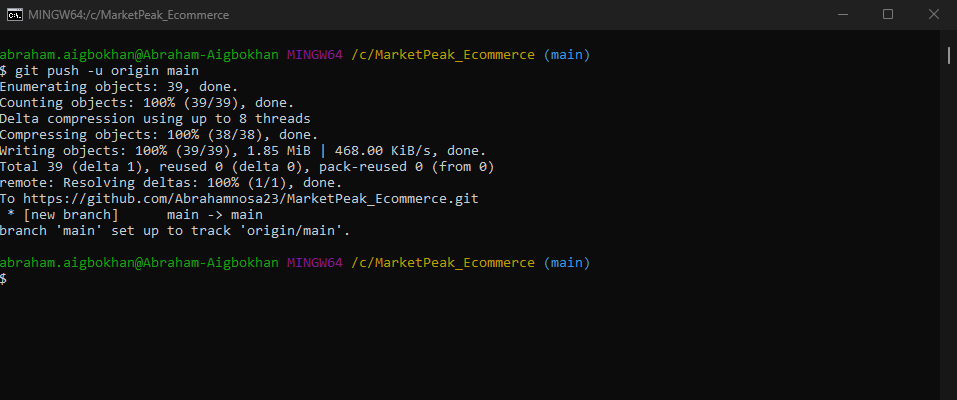 MINGW64:/c/MarketPeak_Ecommerce
abraham.aigbokhan@Abraham-Aigbokhan MINGW64 /c/MarketPeak_Ecommerce (main)
$ git push -u origin main
Enumerating objects: 39, done.
Counting objects: 100% (39/39), done.
Delta compression using up to 8 threads
Compressing objects: 100% (38/38), done.
Writing objects: 100% (39/39), 1.85 MiB | 468.00 KiB/s, done.
Total 39 (delta 1), reused 0 (delta 0), pack-reused 0 (from 0)
remote: Resolving deltas: 100% (1/1), done.
To https://github.com/Abrahamnosa23/MarketPeak_Ecommerce.git
 * [new branch]      main -> main
branch 'main' set up to track 'origin/main'.
abraham.aigbokhan@Abraham-Aigbokhan MINGW64 /c/MarketPeak_Ecommerce (main)
$